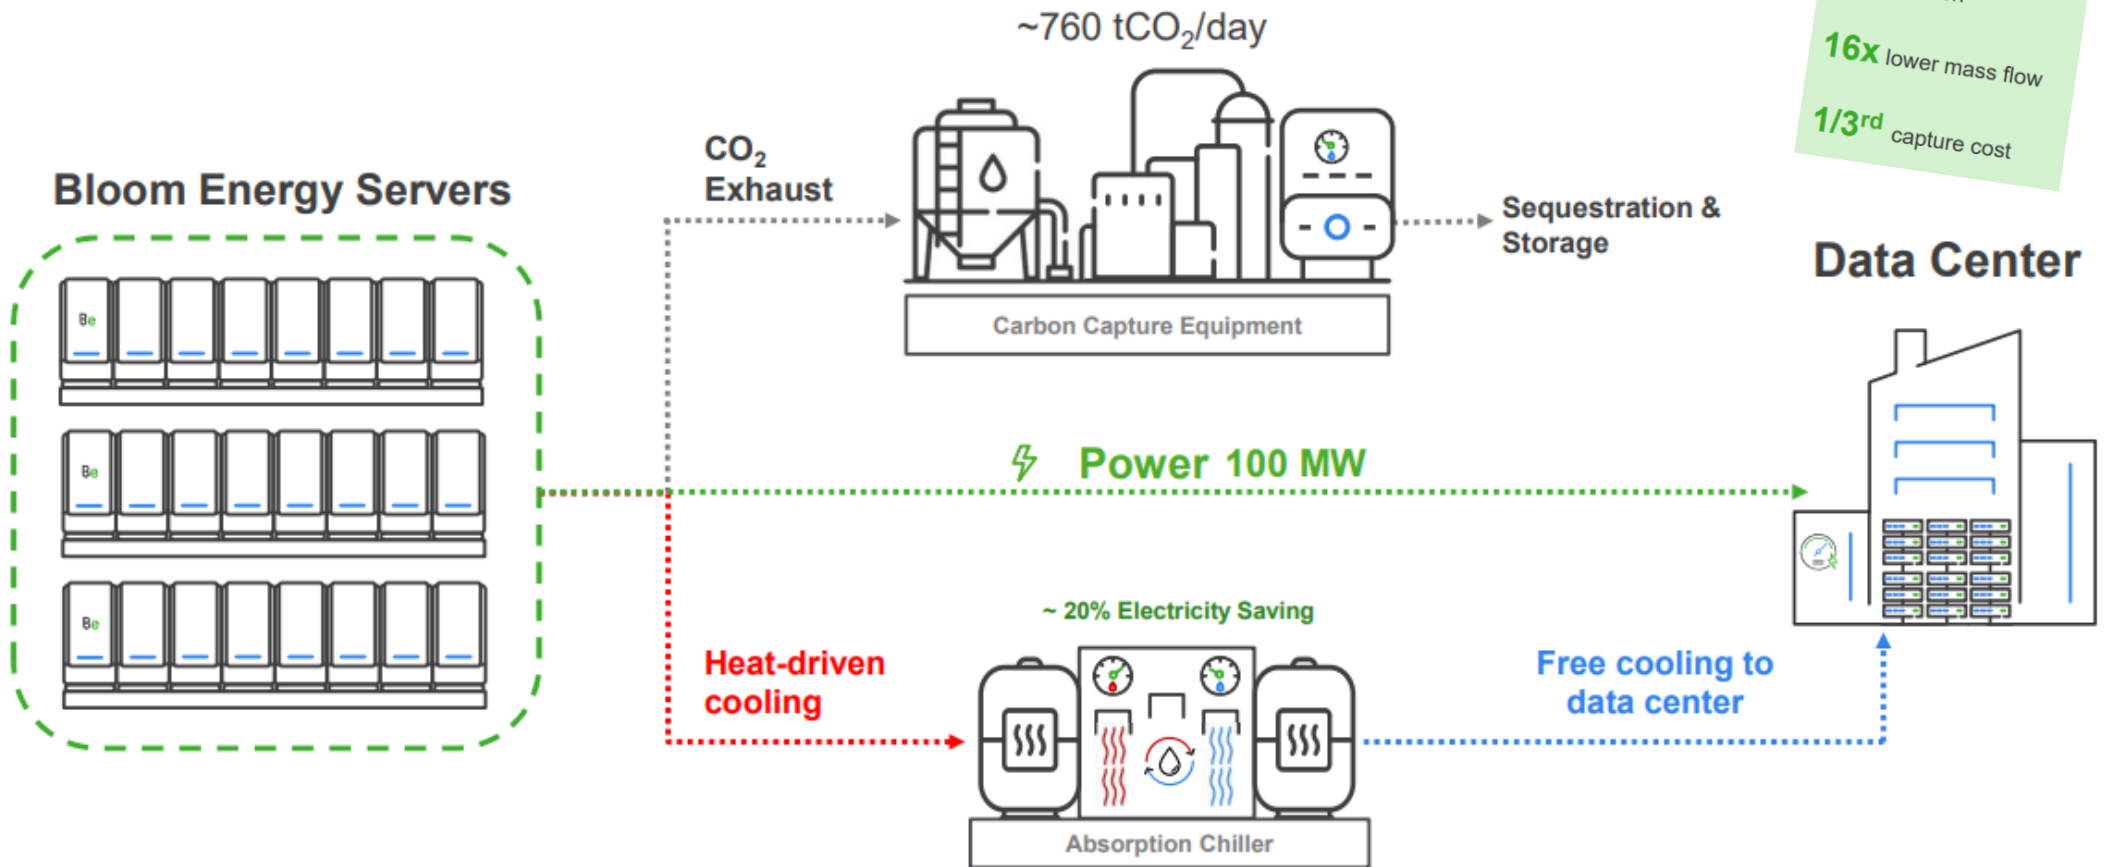 ~760 tCO₂/day
16x lower mass flow
1/3rd capture cost
CO₂
Exhaust
Bloom Energy Servers
Sequestration &
Storage
Data Center
Carbon Capture Equipment
Be
Power 100 MW
Be
~ 20% Electricity Saving
Be
Heat-driven
cooling
Free cooling to
data center
Absorption Chiller